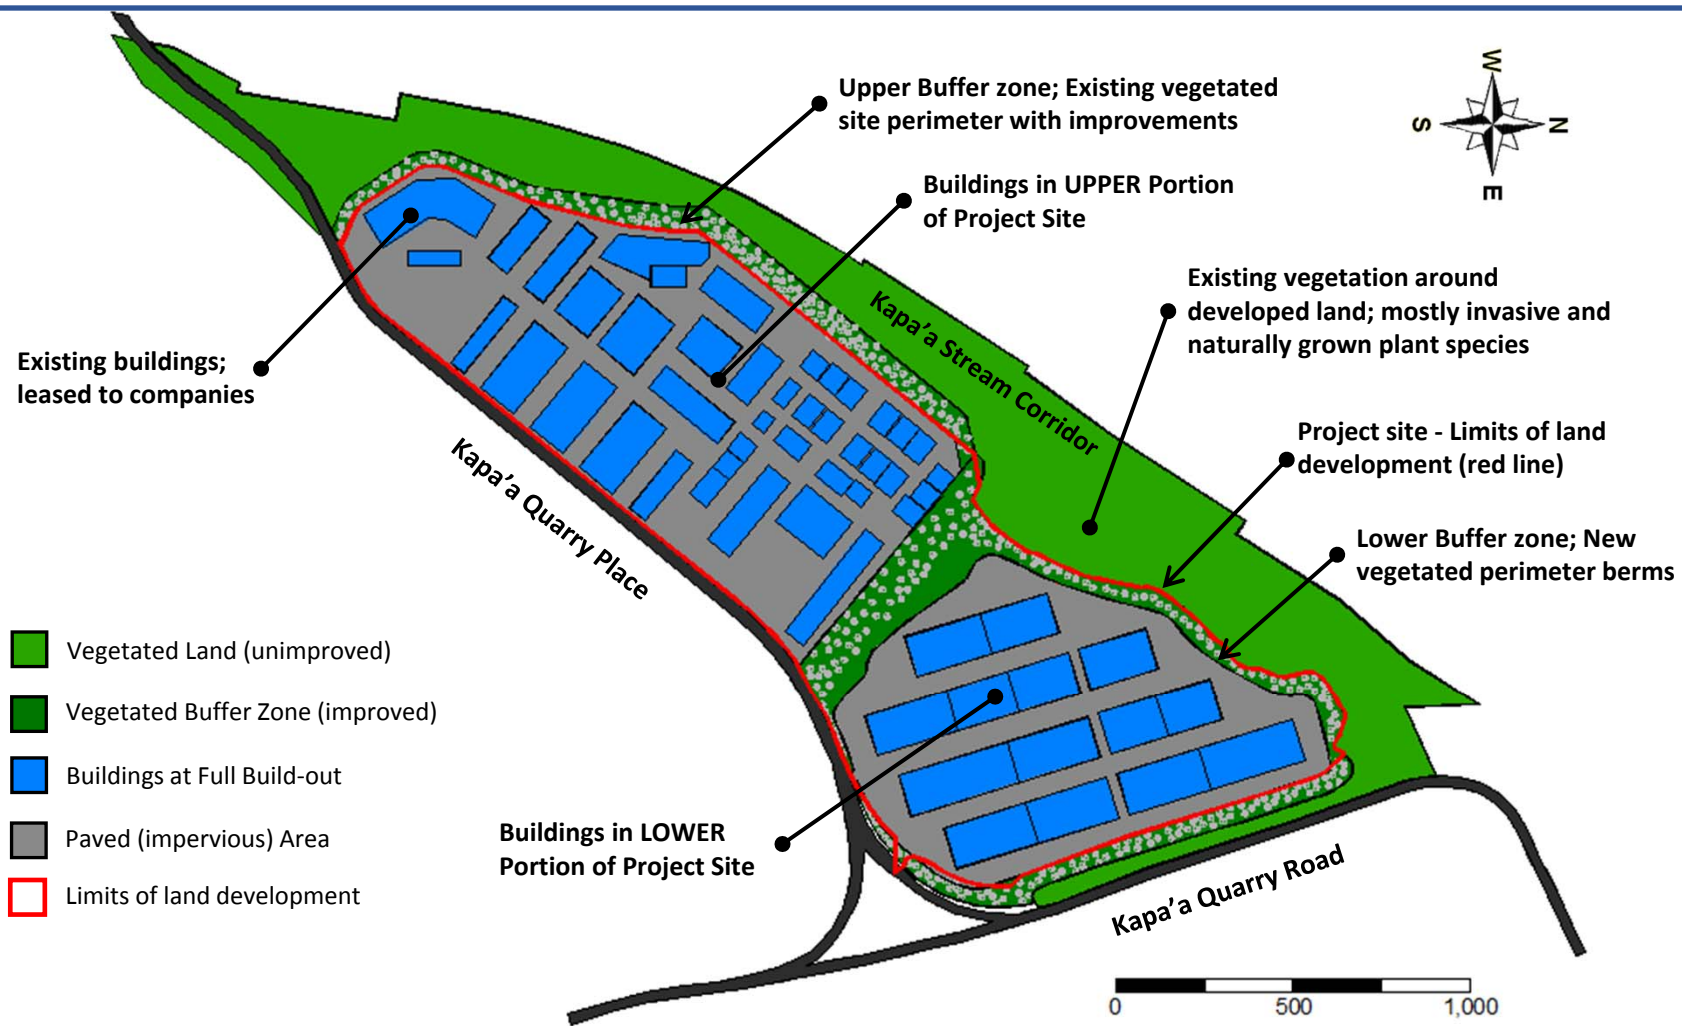 Upper Buffer zone; Existing vegetated
site perimeter with improvements
W
S
N
E
Buildings in UPPER Portion
of Project Site
Existing vegetation around
developed land; mostly invasive and
naturally grown plant species
Kapa’a Stream Corridor
Existing buildings;
leased to companies
Project site - Limits of land
development (red line)
Kapa’a Quarry Place
Lower Buffer zone; New
vegetated perimeter berms
Vegetated Land (unimproved)
Vegetated Buffer Zone (improved)
Buildings at Full Build-out
Paved (impervious) Area
Limits of land development
Buildings in LOWER
Portion of Project Site
Kapa’a Quarry Road
0 500 1,000